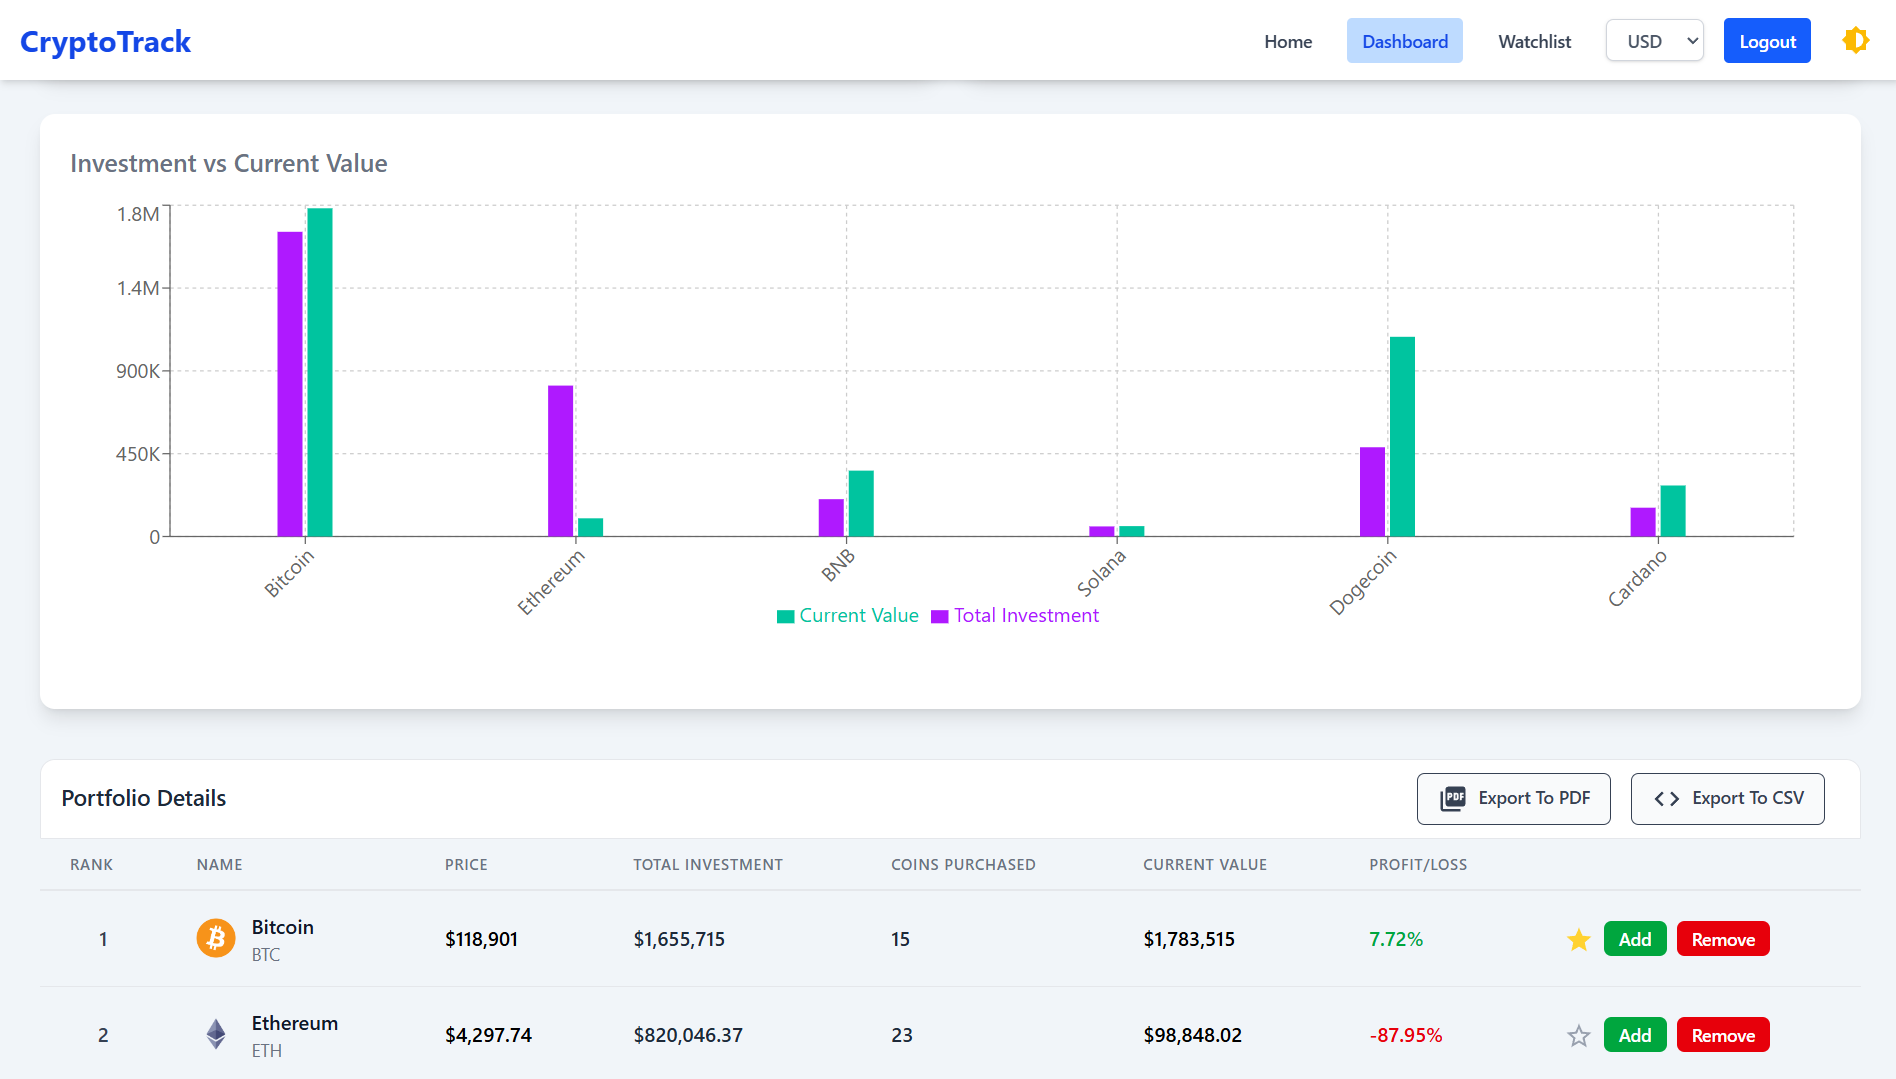 CryptoTrack
Home
Dashboard
Watchlist
USD
Logout
Investment vs Current Value
1.8M
1.4M
900K
450K
0
Bitcoin
Ethereum
BNB
Solana
Dogecoin
Cardano
Current Value
Total Investment
Portfolio Details
PDF
Export To PDF
Export To CSV
RANK NAME PRICE TOTAL INVESTMENT COINS PURCHASED CURRENT VALUE PROFIT/LOSS
1 Bitcoin $118,901 $1,655,715 15 $1,783,515 7.72% Add Remove
BTC
2 Ethereum $4,297.74 $820,046.37 23 $98,848.02 -87.95% Add Remove
ETH